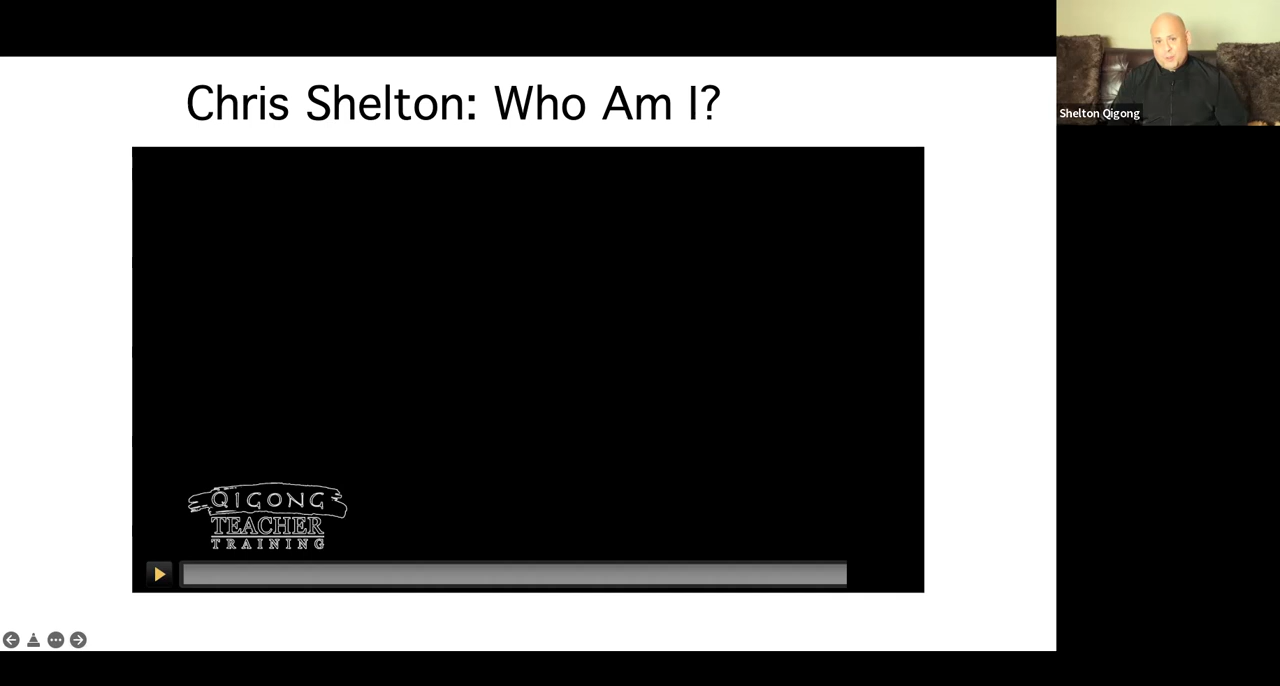 Chris Shelton: Who Am I?
Shelton Qigong
QIGONG
TEACHER
TRAINING